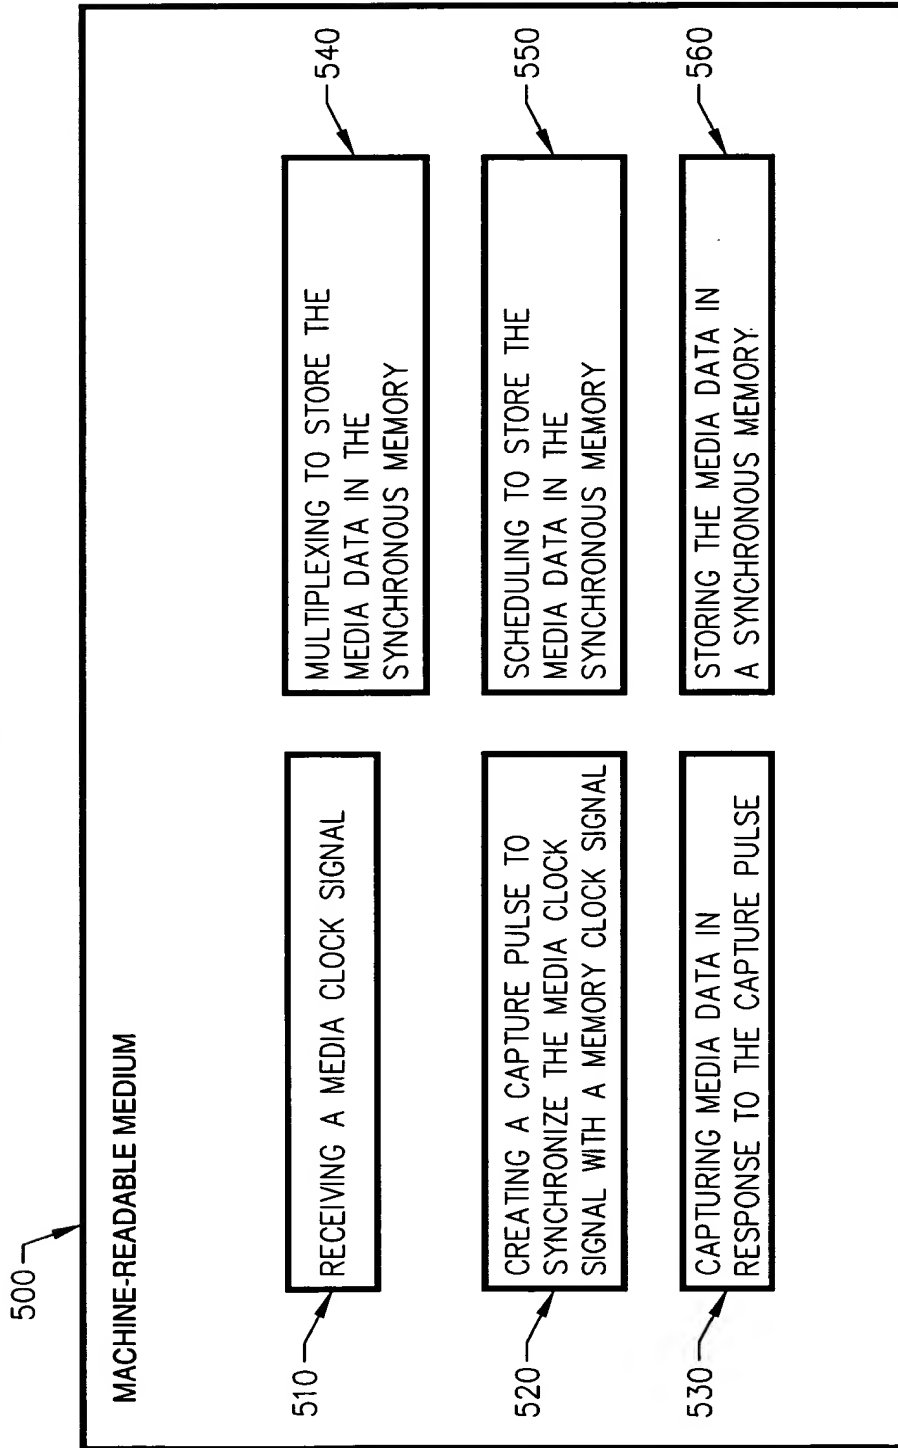 500
MACHINE-READABLE MEDIUM
510
RECEIVING A MEDIA CLOCK SIGNAL
520
CREATING A CAPTURE PULSE TO
SYNCHRONIZE THE MEDIA CLOCK
SIGNAL WITH A MEMORY CLOCK SIGNAL
530
CAPTURING MEDIA DATA IN
RESPONSE TO THE CAPTURE PULSE
540
MULTIPLEXING TO STORE THE
MEDIA DATA IN THE
SYNCHRONOUS MEMORY
550
SCHEDULING TO STORE THE
MEDIA DATA IN THE
SYNCHRONOUS MEMORY
560
STORING THE MEDIA DATA IN
A SYNCHRONOUS MEMORY